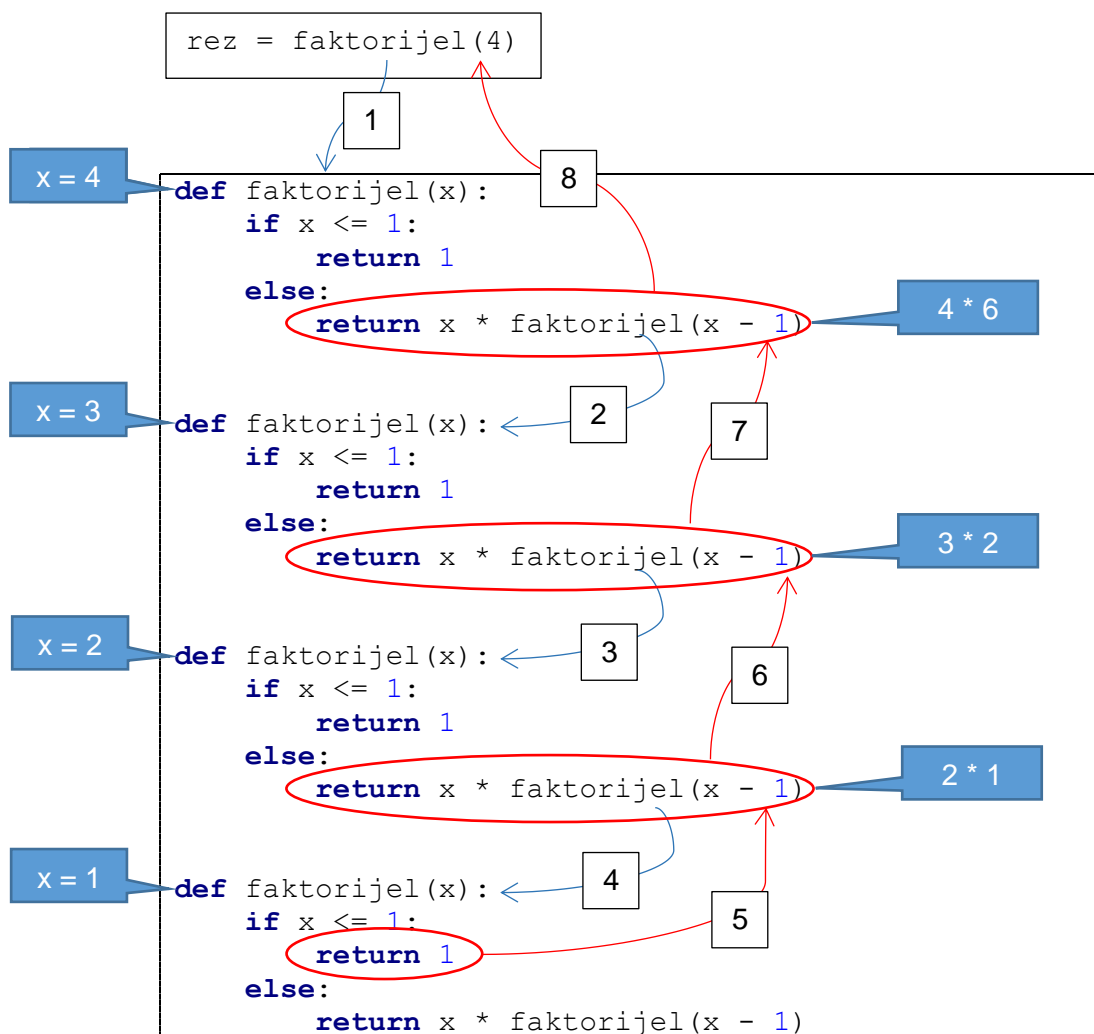 rez = faktorijel(4)
1
8
x = 4
def faktorijel(x):
if x <= 1:
return 1
else:
return x * faktorijel(x - 1)
4 * 6
2
7
x = 3
def faktorijel(x):
if x <= 1:
return 1
else:
return x * faktorijel(x - 1)
3 * 2
3
6
x = 2
def faktorijel(x):
if x <= 1:
return 1
else:
return x * faktorijel(x - 1)
2 * 1
4
5
x = 1
def faktorijel(x):
if x <= 1:
return 1
else:
return x * faktorijel(x - 1)